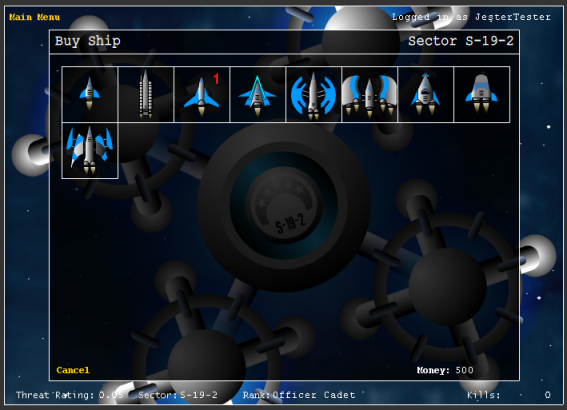 Main Menu
Logged in as JesterTester
Buy Ship
Sector S-19-2
1
S-19-2
Cancel
Money: 500
Threat Rating: 0.0s Sector: S-19-2 Rank: Officer Cadet Kills: 0